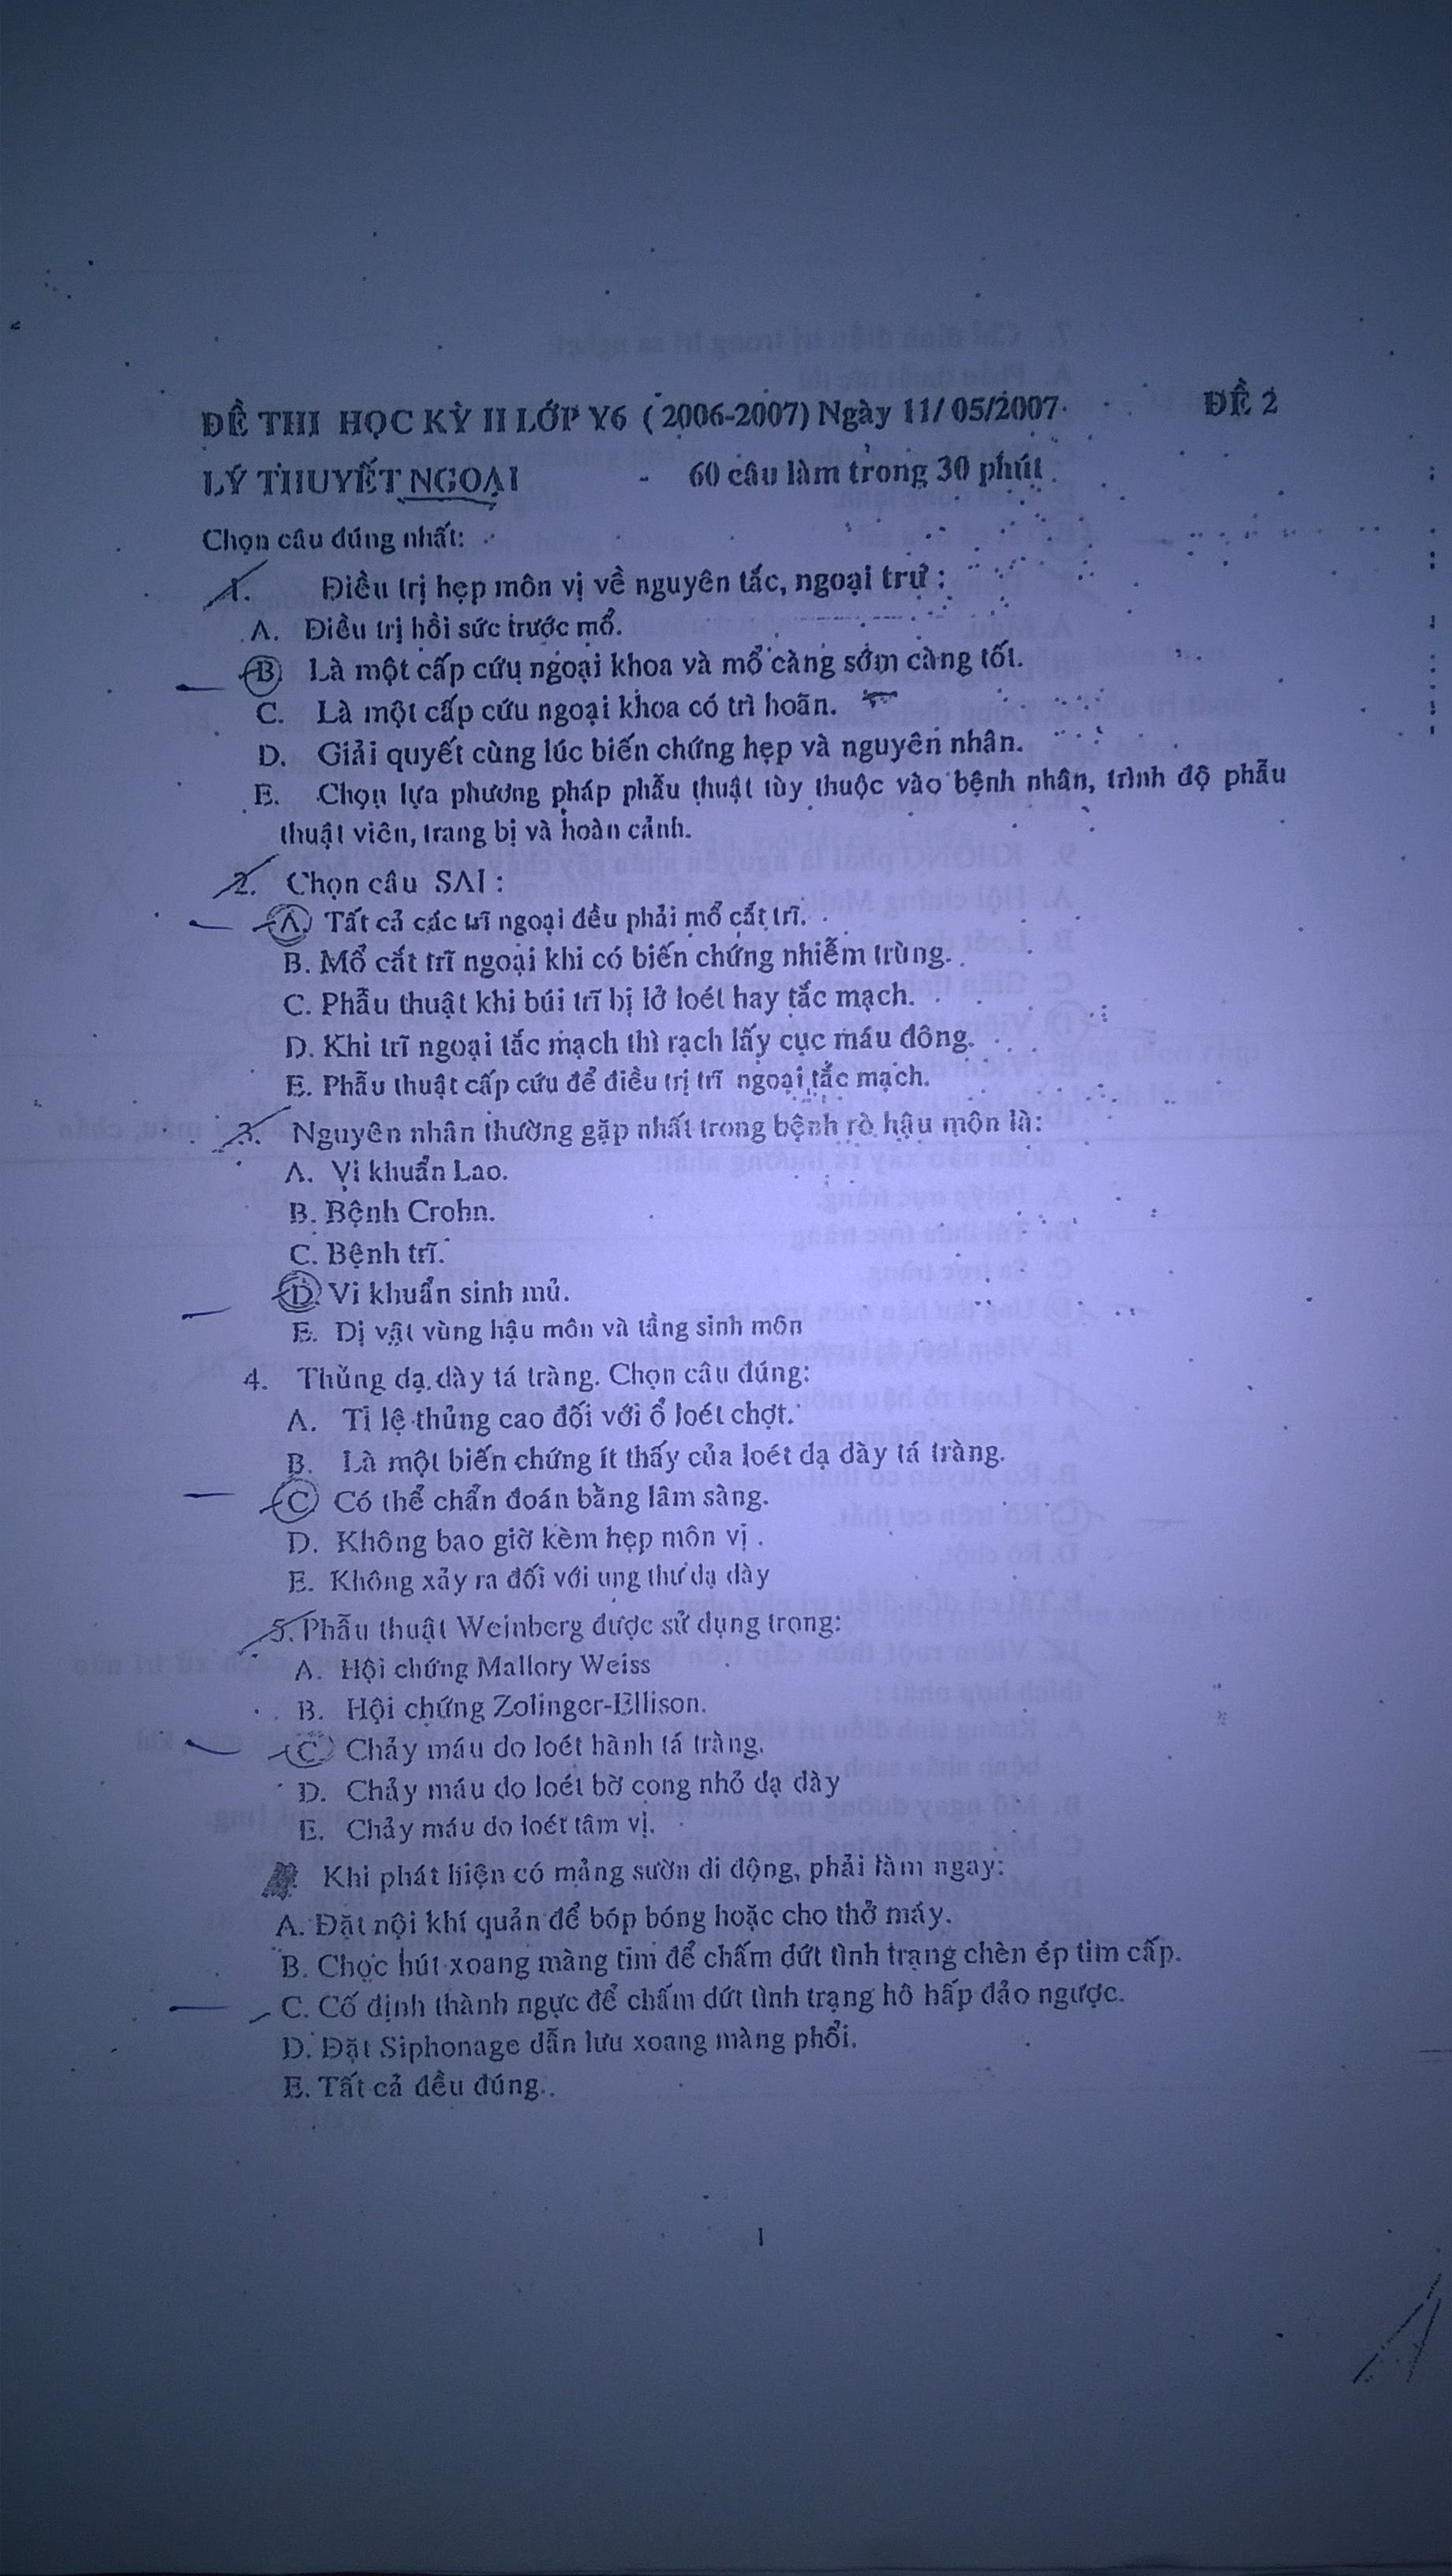 ĐỀ THI HỌC KỲ II LỚP Y6 ( 2006-2007) Ngày 11/ 05/2007 ĐỀ 2
LÝ THUYẾT NGOẠI - 60 câu làm trong 30 phút
Chọn câu đúng nhất:
1. Điều trị hẹp môn vị về nguyên tắc, ngoại trừ :
A. Điều trị hồi sức trước mổ.
B. Là một cấp cứu ngoại khoa và mổ càng sớm càng tốt.
C. Là một cấp cứu ngoại khoa có trì hoãn.
D. Giải quyết cùng lúc biến chứng hẹp và nguyên nhân.
E. Chọn lựa phương pháp phẫu thuật tùy thuộc vào bệnh nhân, trình độ phẫu
thuật viên, trang bị và hoàn cảnh.
2. Chọn câu SAI :
A. Tất cả các trĩ ngoại đều phải mổ cắt trĩ.
B. Mổ cắt trĩ ngoại khi có biến chứng nhiễm trùng.
C. Phẫu thuật khi búi trĩ bị lở loét hay tắc mạch.
D. Khi trĩ ngoại tắc mạch thì rạch lấy cục máu đông.
E. Phẫu thuật cấp cứu để điều trị trĩ ngoại tắc mạch.
3. Nguyên nhân thường gặp nhất trong bệnh rò hậu môn là:
A. Vi khuẩn Lao.
B. Bệnh Crohn.
C. Bệnh trĩ.
D. Vi khuẩn sinh mủ.
E. Dị vật vùng hậu môn và tầng sinh môn
4. Thủng dạ dày tá tràng. Chọn câu đúng:
A. Tỉ lệ thủng cao đối với ổ loét chợt.
B. Là một biến chứng ít thấy của loét dạ dày tá tràng.
C. Có thể chẩn đoán bằng lâm sàng.
D. Không bao giờ kèm hẹp môn vị .
E. Không xảy ra đối với ung thư dạ dày
5. Phẫu thuật Weinberg được sử dụng trong:
A. Hội chứng Mallory Weiss
B. Hội chứng Zolinger-Ellison.
C. Chảy máu do loét hành tá tràng.
D. Chảy máu do loét bờ cong nhỏ dạ dày
E. Chảy máu do loét tâm vị.
Khi phát hiện có mảng sườn di động, phải làm ngay:
A. Đặt nội khí quản để bóp bóng hoặc cho thở máy.
B. Chọc hút xoang màng tim để chấm dứt tình trạng chèn ép tim cấp.
C. Cố định thành ngực để chấm dứt tình trạng hô hấp đảo ngược.
D. Đặt Siphonage dẫn lưu xoang màng phổi.
E. Tất cả đều đúng.
1